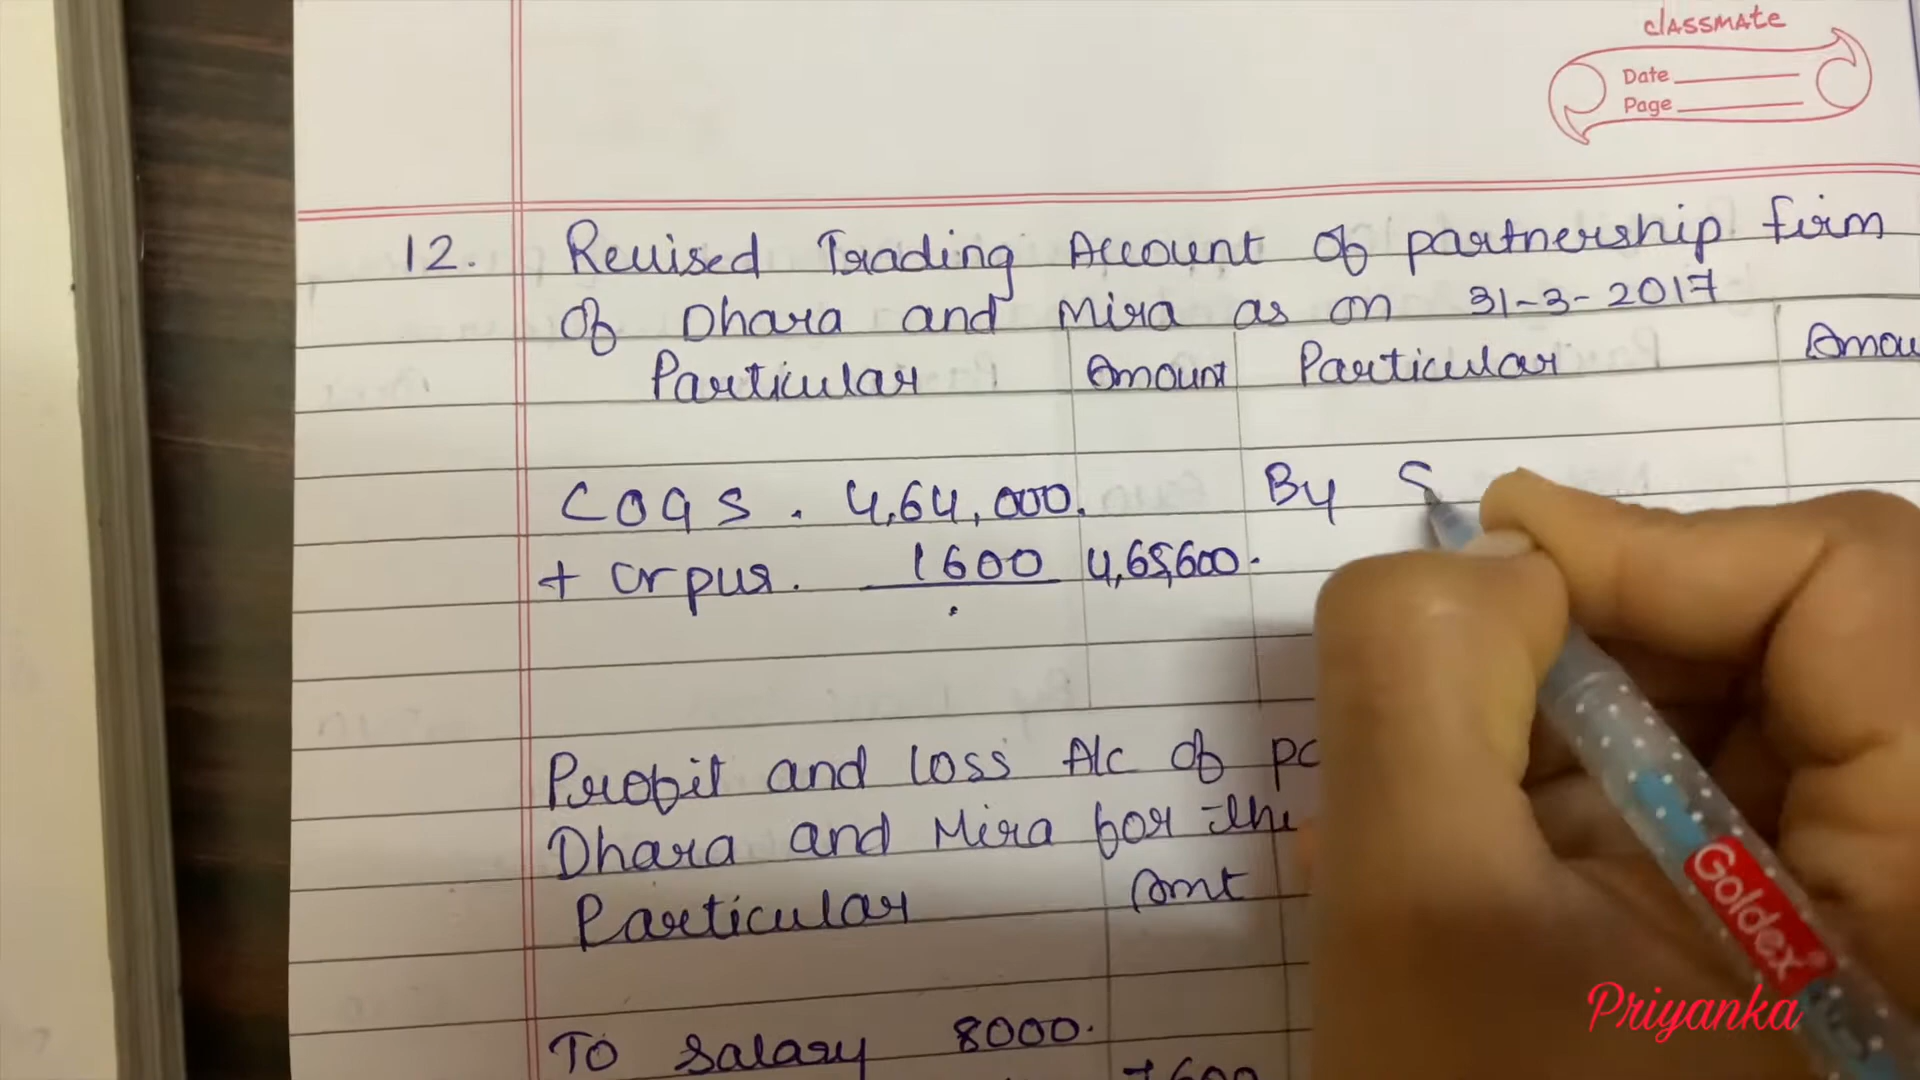 classmate
Date
Page
12. Revised Trading Account of partnership firm
of Dhara and Mira as on 31-3-2017
Particular Amount Particular Amou
COGS. 4,64,000. By S
+ Crpur. 1600 4,65,600.
Profit and loss A/c of pa
Dhara and Mira for the
Particular Amt
To Salary 8000.
7600
Goldex
Priyanka